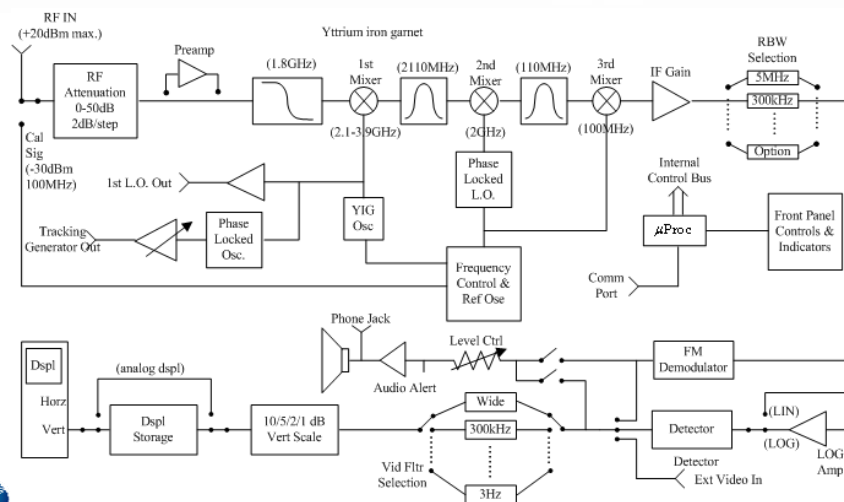 RF IN
(+20dBm max.)
Yttrium iron garnet
Preamp
(1.8GHz)
1st
Mixer
(2110MHz)
2nd
Mixer
(110MHz)
3rd
Mixer
IF Gain
RBW
Selection
5MHz
300kHz
Option
RF
Attenuation
0-50dB
2dB/step
(2.1-3.9GHz)
(2GHz)
(100MHz)
Cal
Sig
(-30dBm
100MHz)
1st L.O. Out
Phase
Locked
L.O.
Internal
Control Bus
Tracking
Generator Out
Phase
Locked
Osc.
YIG
Osc
μProc
Front Panel
Controls &
Indicators
Frequency
Control &
Ref Ose
Comm
Port
Phone Jack
Level Ctrl
Audio Alert
FM
Demodulator
Dspl
(analog dspl)
Horz
Vert
Dspl
Storage
10/5/2/1 dB
Vert Scale
Wide
300kHz
3Hz
Vid Fltr
Selection
Detector
(LIN)
(LOG)
LOG
Amp
Detector
Ext Video In